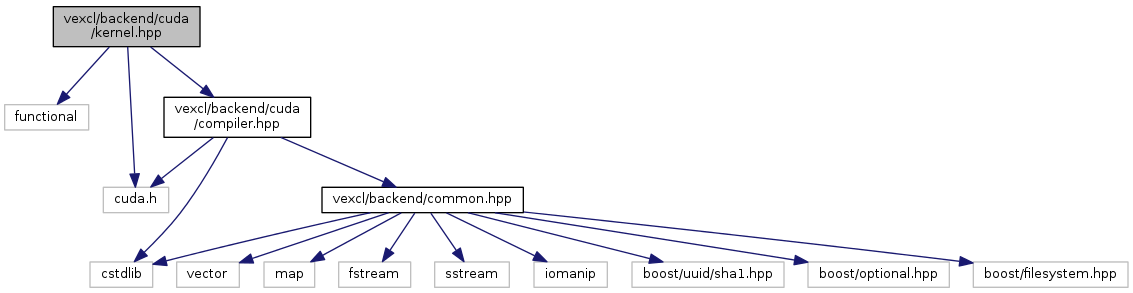 vexcl/backend/cuda
/kernel.hpp
functional
vexcl/backend/cuda
/compiler.hpp
cuda.h
vexcl/backend/common.hpp
cstdlib
vector
map
fstream
sstream
iomanip
boost/uuid/sha1.hpp
boost/optional.hpp
boost/filesystem.hpp